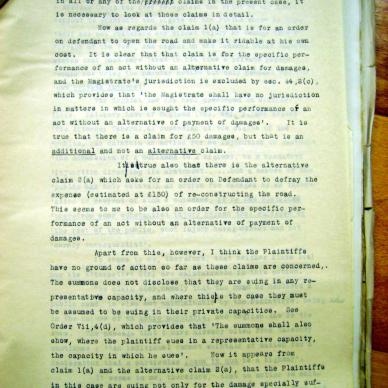 in all or any of the present claims in the present case, it
is necessary to look at those claims in detail.
Now as regards the claim 1(a) that is for an order
on defendant to open the road and make it ridable at his own
cost. It is clear that that claim is for the specific per-
formance of an act without an alternative claim for damages,
and the Magistrate's jurisdiction is excluded by sec. 44,2(c),
which provides that 'the Magistrate shall have no jurisdiction
in matters in which is sought the specific performance of an
act without an alternative of payment of damages'. It is
true that there is a claim for £50 damages, but that is an
additional and not an alternative claim.
It is true also that there is the alternative
claim 2(a) which asks for an order on Defendant to defray the
expense (estimated at £150) of re-constructing the road.
This seems to me to be also an order for the specific per-
formance of an act without an alternative of payment of
damages.
Apart from this, however, I think the Plaintiffs
have no ground of action so far as these claims are concerned,.
The summons does not disclose that they are suing in any re-
presentative capacity, and where this is the case they must
be assumed to be suing in their private capacities. See
Order Vii,4(d), which provides that 'The summons shall also
show, where the plaintiff sues in a representative capacity,
the capacity in which he sues'. Now it appears from
claim 1(a) and the alternative claim 2(a), that the Plaintiffs
in this case are suing not only for the damage specially suf-